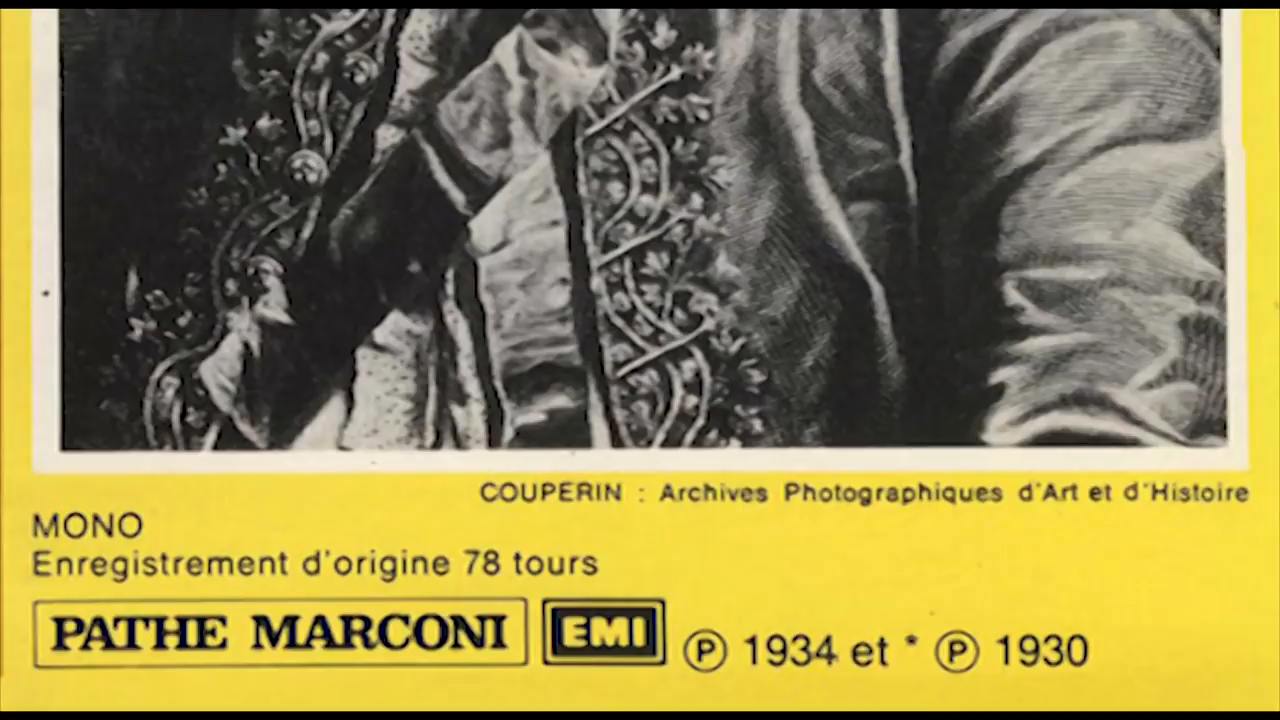 COUPERIN : Archives Photographiques d'Art et d'Histoire
MONO
Enregistrement d'origine 78 tours
PATHE MARCONI EMI ℗ 1934 et * ℗ 1930